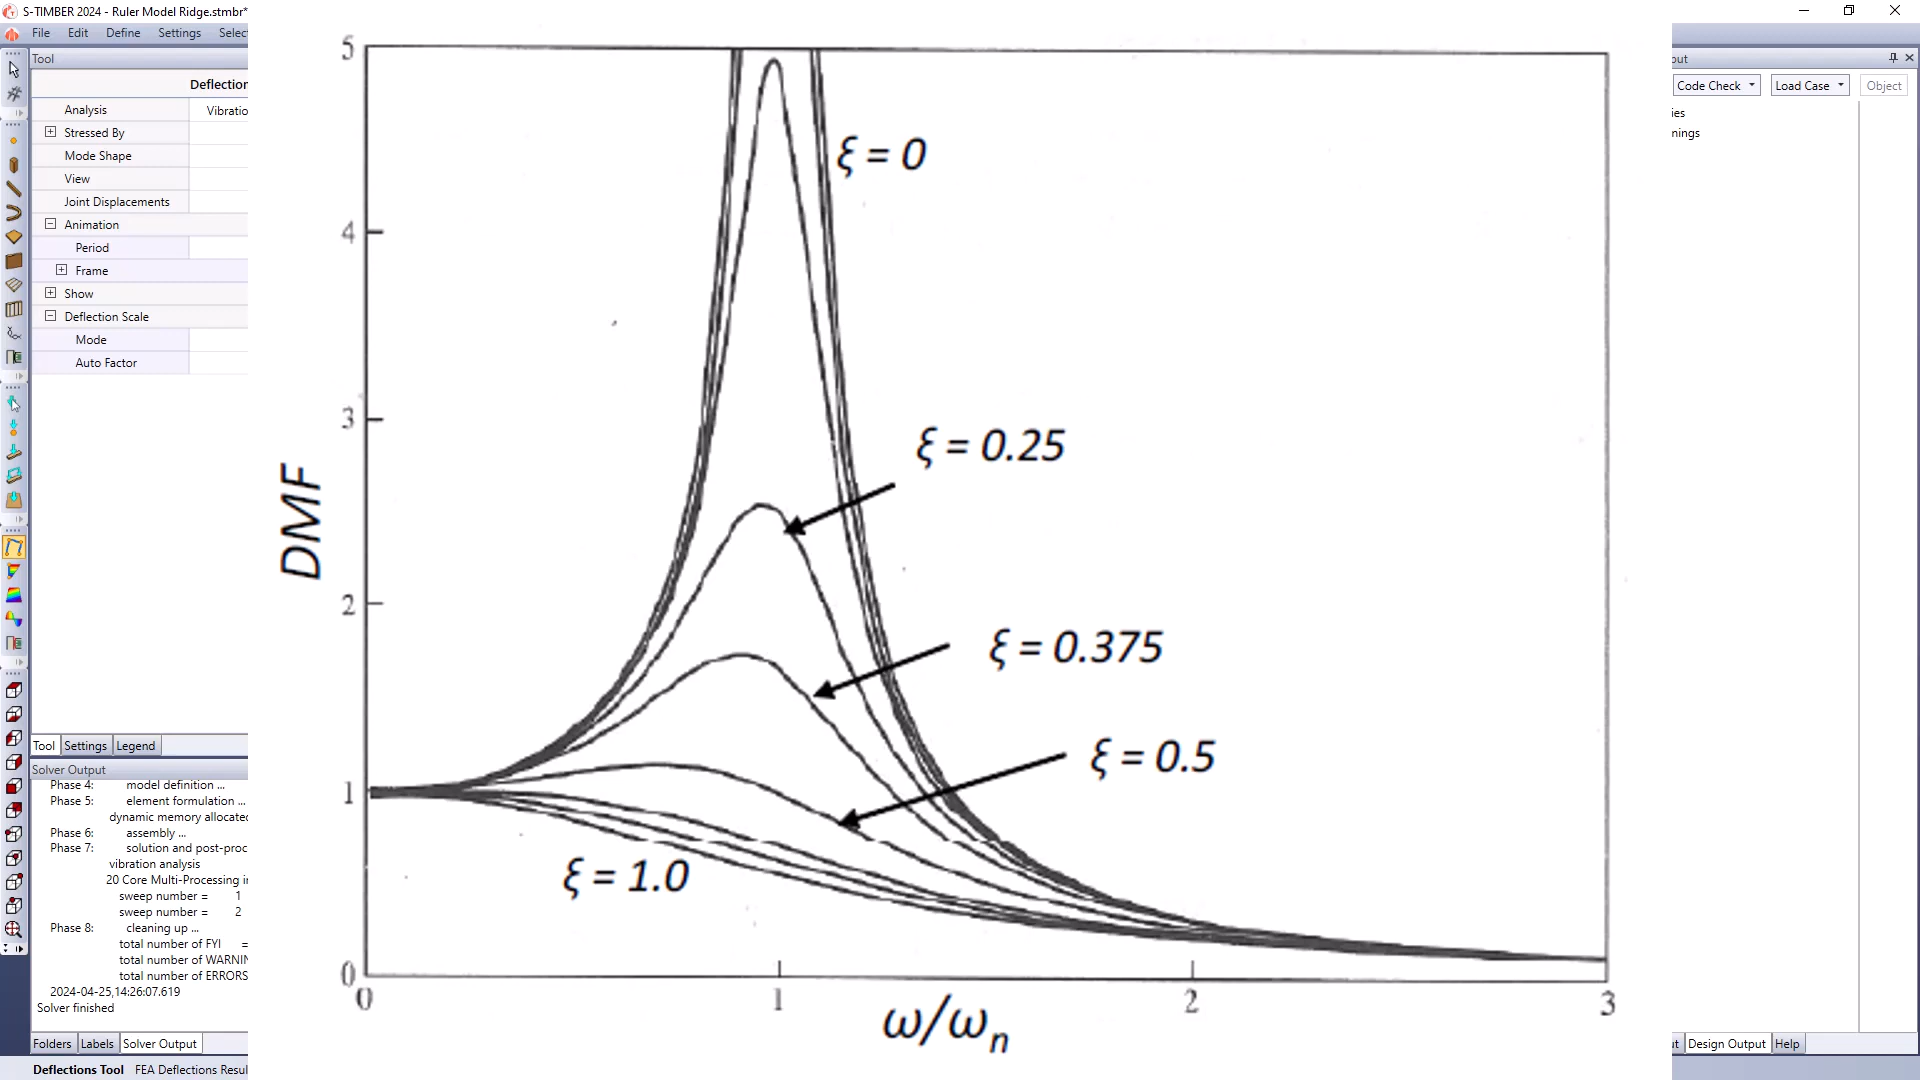 S-TIMBER 2024 - Ruler Model Ridge.stmbr*
File Edit Define Settings Selec
Tool
Deflection
Analysis Vibratio
Stressed By
Mode Shape
View
Joint Displacements
Animation
Period
Frame
Show
Deflection Scale
Mode
Auto Factor
Tool Settings Legend
Solver Output
Phase 4: model definition ...
Phase 5: element formulation ...
dynamic memory allocated
Phase 6: assembly ...
Phase 7: solution and post-proc
vibration analysis
20 Core Multi-Processing i
sweep number = 1
sweep number = 2
Phase 8: cleaning up ...
total number of FYI =
total number of WARNIN
total number of ERRORS
2024-04-25,14:26:07.619
Solver finished
Folders Labels Solver Output
Deflections Tool FEA Deflections Resul
5
4
3
2
1
0
DMF
ξ = 0
ξ = 0.25
ξ = 0.375
ξ = 0.5
ξ = 1.0
0 1 2 3
ω/ωn
out
Code Check Load Case Object
ies
nings
ut Design Output Help